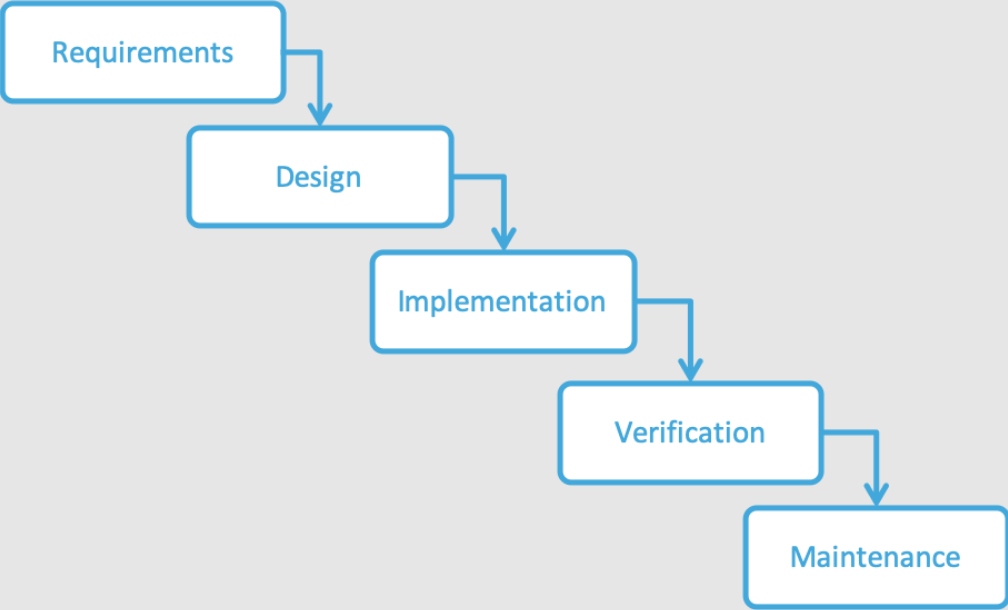 Requirements
Design
Implementation
Verification
Maintenance